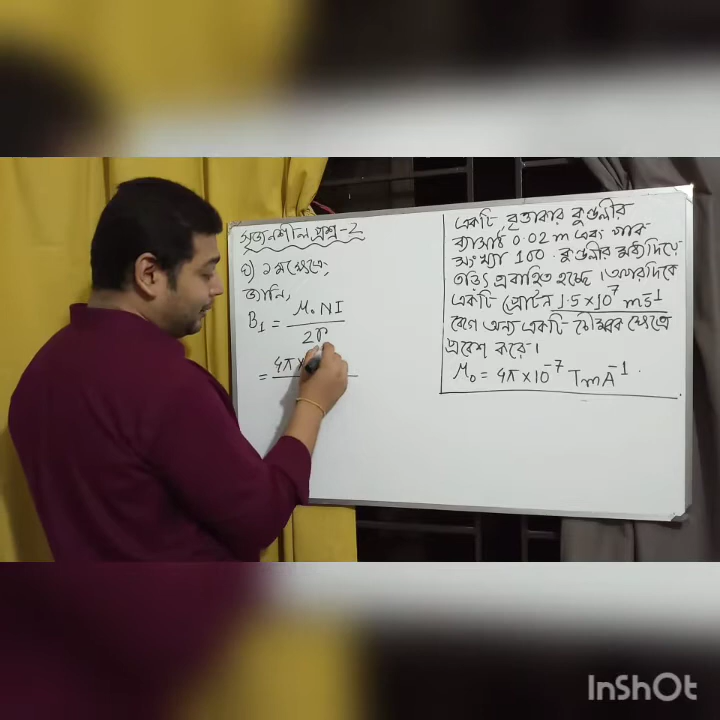 সৃজনশীল প্রশ্ন-2
ঘ) ১ম ক্ষেত্রে,
জানি,
B₁ = μ₀NI / 2r
= 4π×
একটি বৃত্তাকার কুণ্ডলীর
ব্যাসার্ধ 0.02 m এবং পাক
সংখ্যা 100. কুণ্ডলীর মধ্যদিয়ে
তড়িৎ প্রবাহিত হচ্ছে। অপরদিকে
একটি প্রোটন 1.5×10⁷ ms⁻¹
বেগে অন্য একটি চৌম্বক ক্ষেত্রে
প্রবেশ করে।
μ₀ = 4π×10⁻⁷ TmA⁻¹.
InShOt